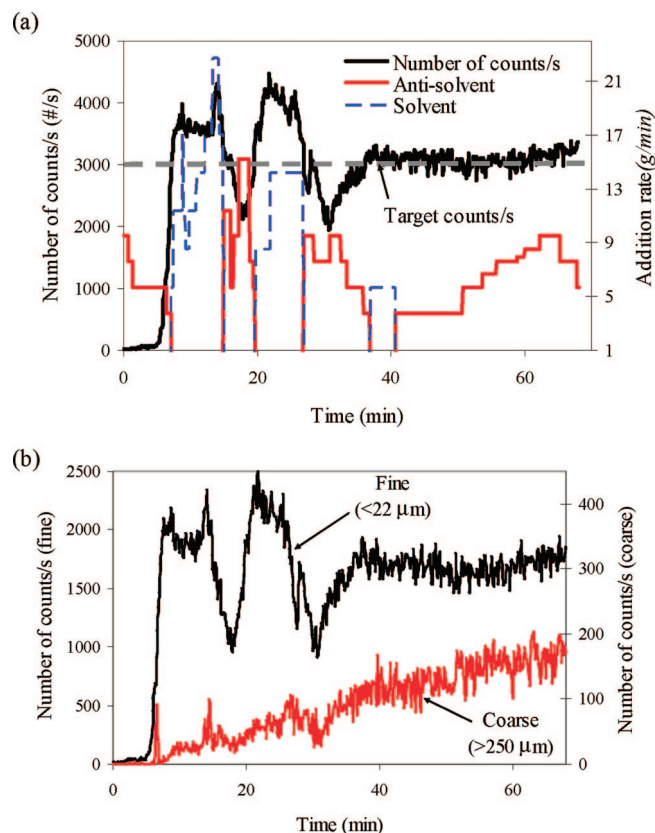 (a)
5000
4000
3000
2000
1000
0
Number of counts/s (#/s)
Number of counts/s
Anti-solvent
Solvent
Target counts/s
21
17
13
9
5
1
Addition rate(g/min)
0
20
40
60
Time (min)
(b)
2500
2000
1500
1000
500
0
Number of counts/s (fine)
Fine
(<22 μm)
Coarse
(>250 μm)
400
300
200
100
0
Number of counts/s (coarse)
0
20
40
60
Time (min)